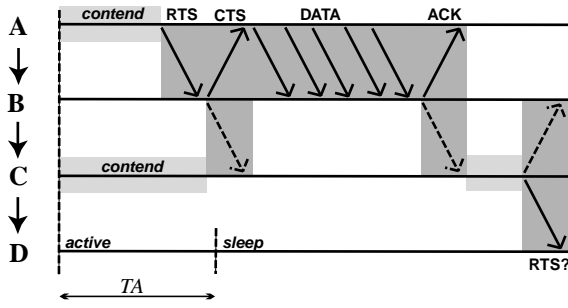 A contend RTS CTS DATA ACK
B
contend
C
D active sleep
RTS?
TA